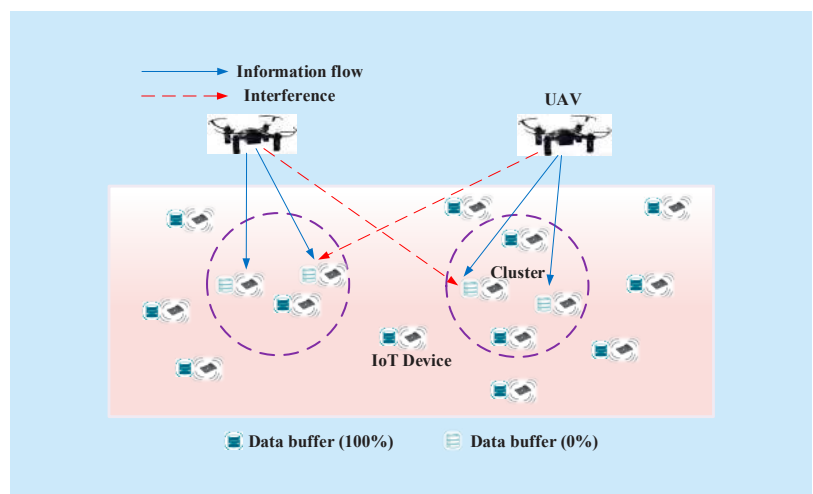 Information flow
Interference
UAV
Cluster
IoT Device
Data buffer (100%)
Data buffer (0%)